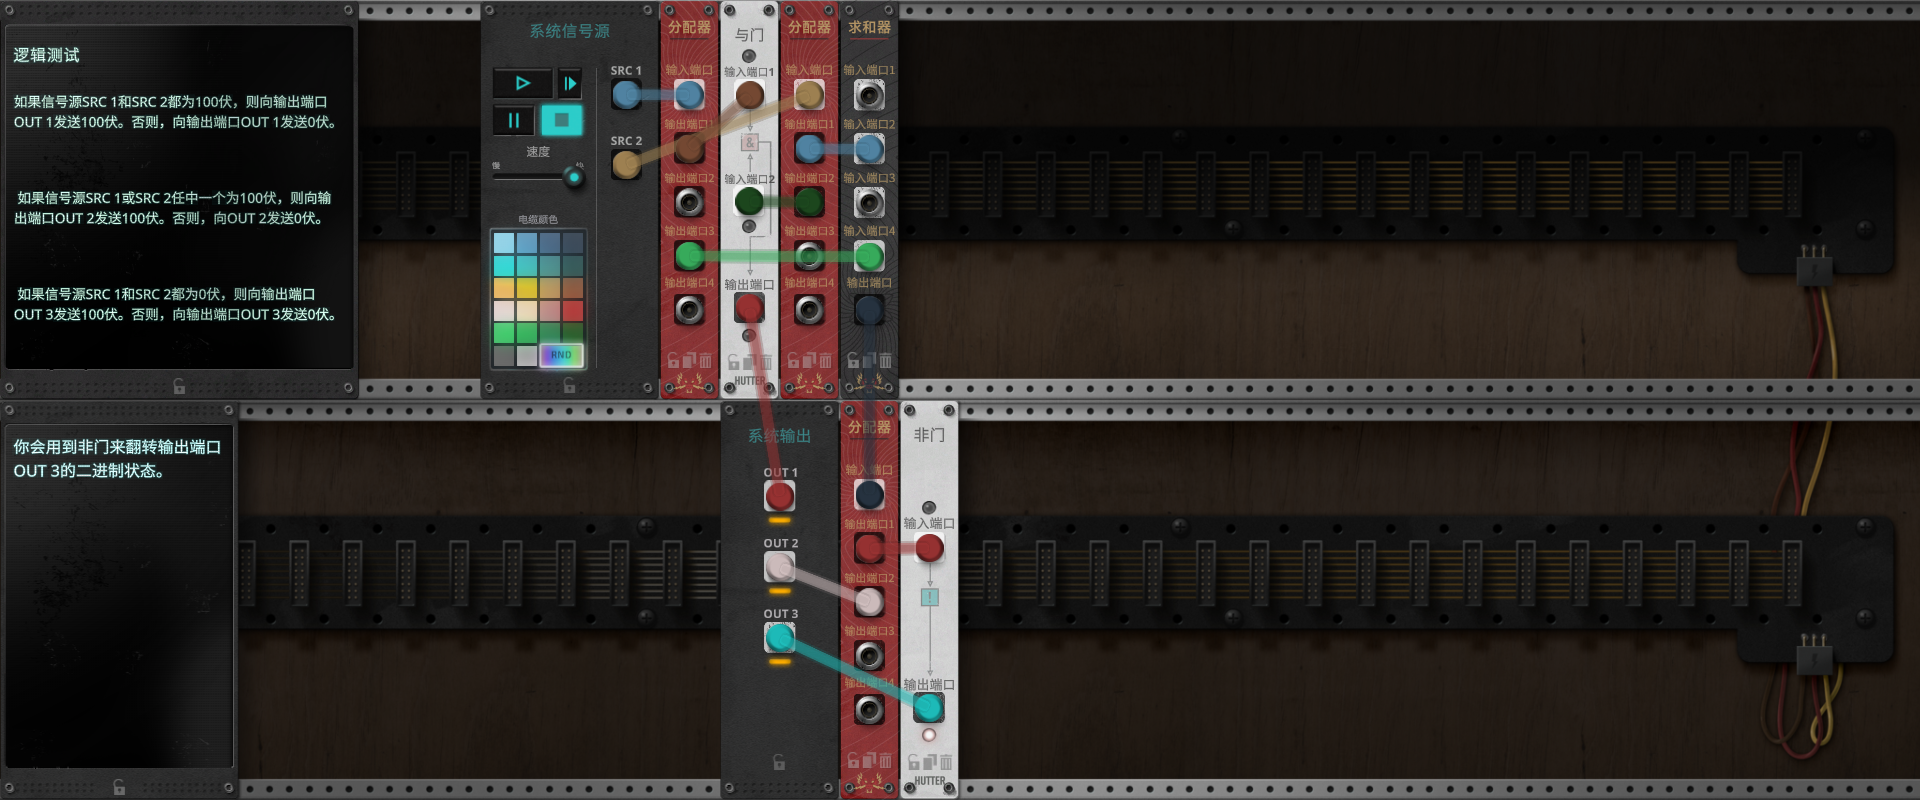 逻辑测试
如果信号源SRC 1和SRC 2都为100伏，则向输出端口
OUT 1发送100伏。否则，向输出端口OUT 1发送0伏。
如果信号源SRC 1或SRC 2任中一个为100伏，则向输
出端口OUT 2发送100伏。否则，向OUT 2发送0伏。
如果信号源SRC 1和SRC 2都为0伏，则向输出端口
OUT 3发送100伏。否则，向输出端口OUT 3发送0伏。
系统信号源
SRC 1
SRC 2
速度
慢
快
电缆颜色
RND
分配器
输入端口
输出端口1
输出端口2
输出端口3
输出端口4
与门
输入端口1
&
输入端口2
输出端口
HUTTER
分配器
输入端口
输出端口1
输出端口2
输出端口3
输出端口4
求和器
输入端口1
输入端口2
输入端口3
输入端口4
你会用到非门来翻转输出端口
OUT 3的二进制状态。
系统输出
OUT 1
OUT 2
OUT 3
分配器
输入端口
输出端口1
输出端口2
输出端口3
输出端口4
非门
输入端口
!
输出端口
HUTTER